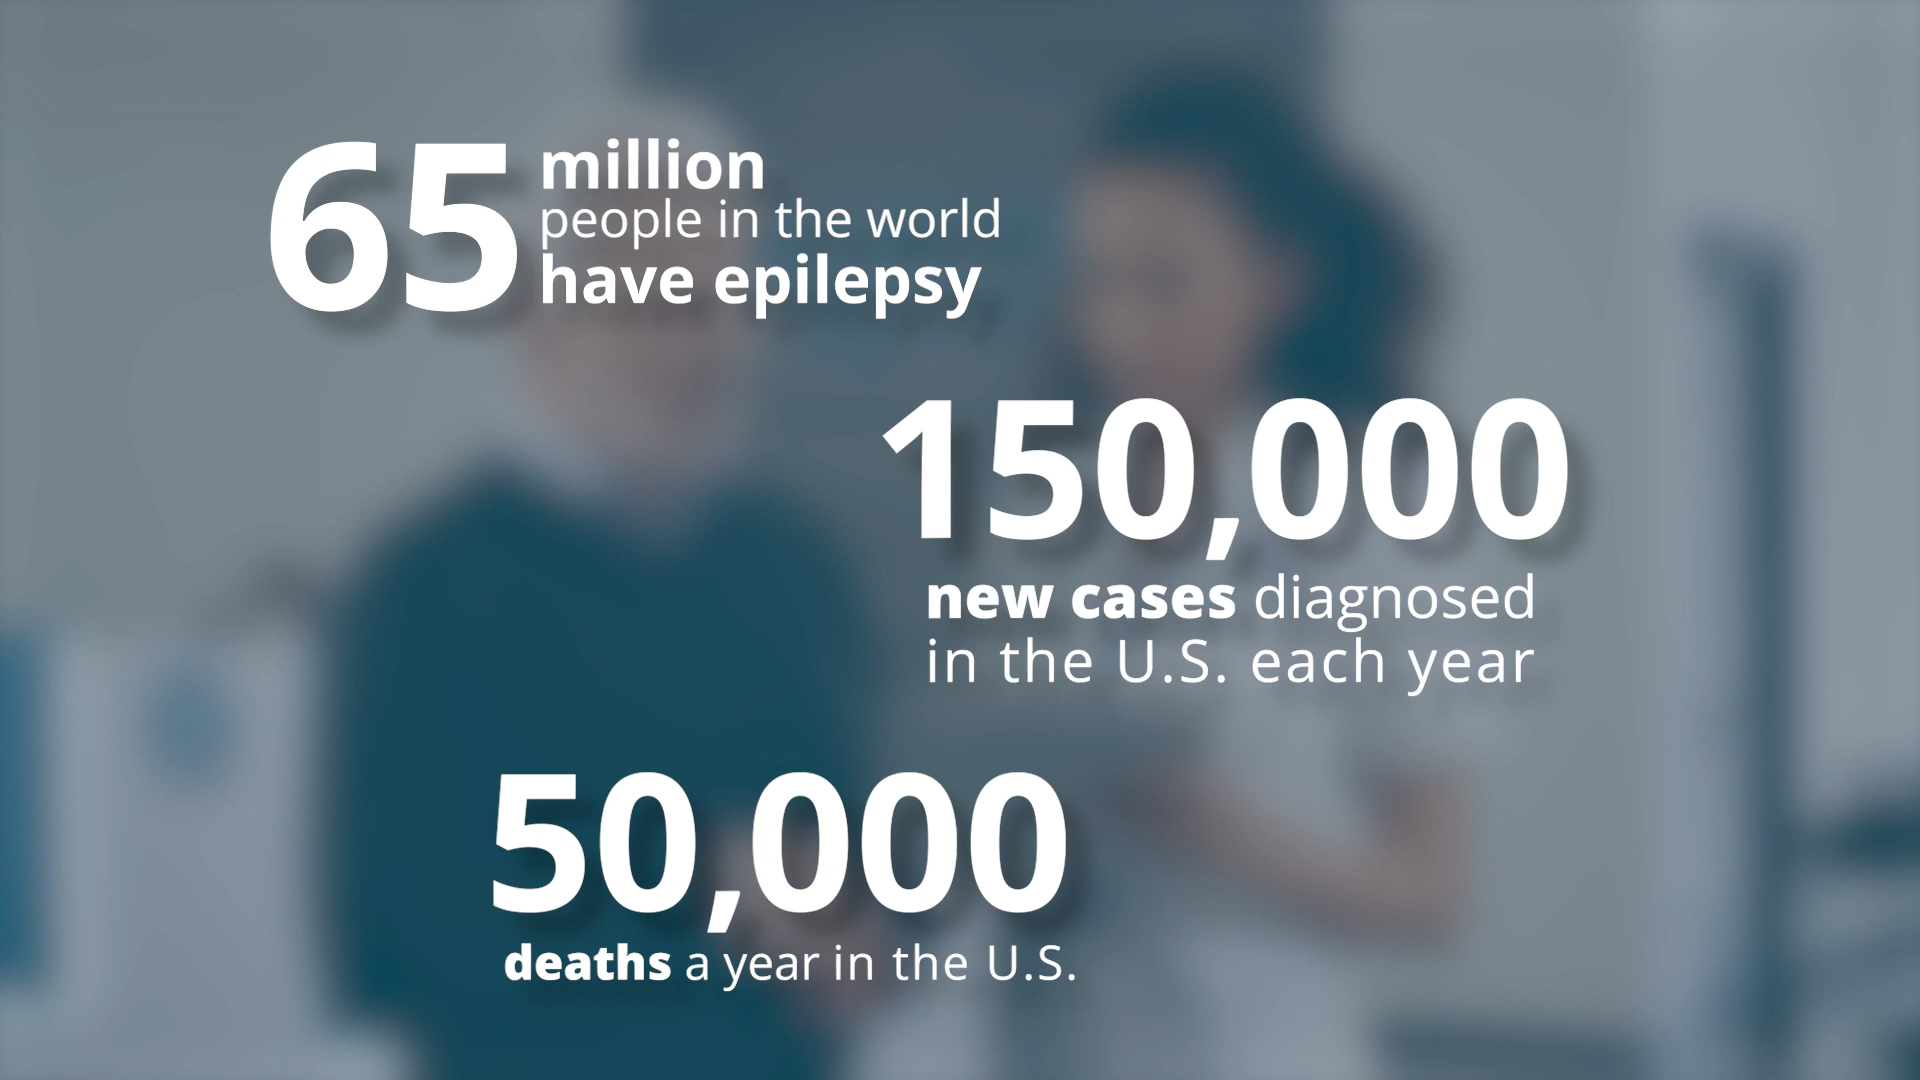 65 million
people in the world
have epilepsy
150,000
new cases diagnosed
in the U.S. each year
50,000
deaths a year in the U.S.